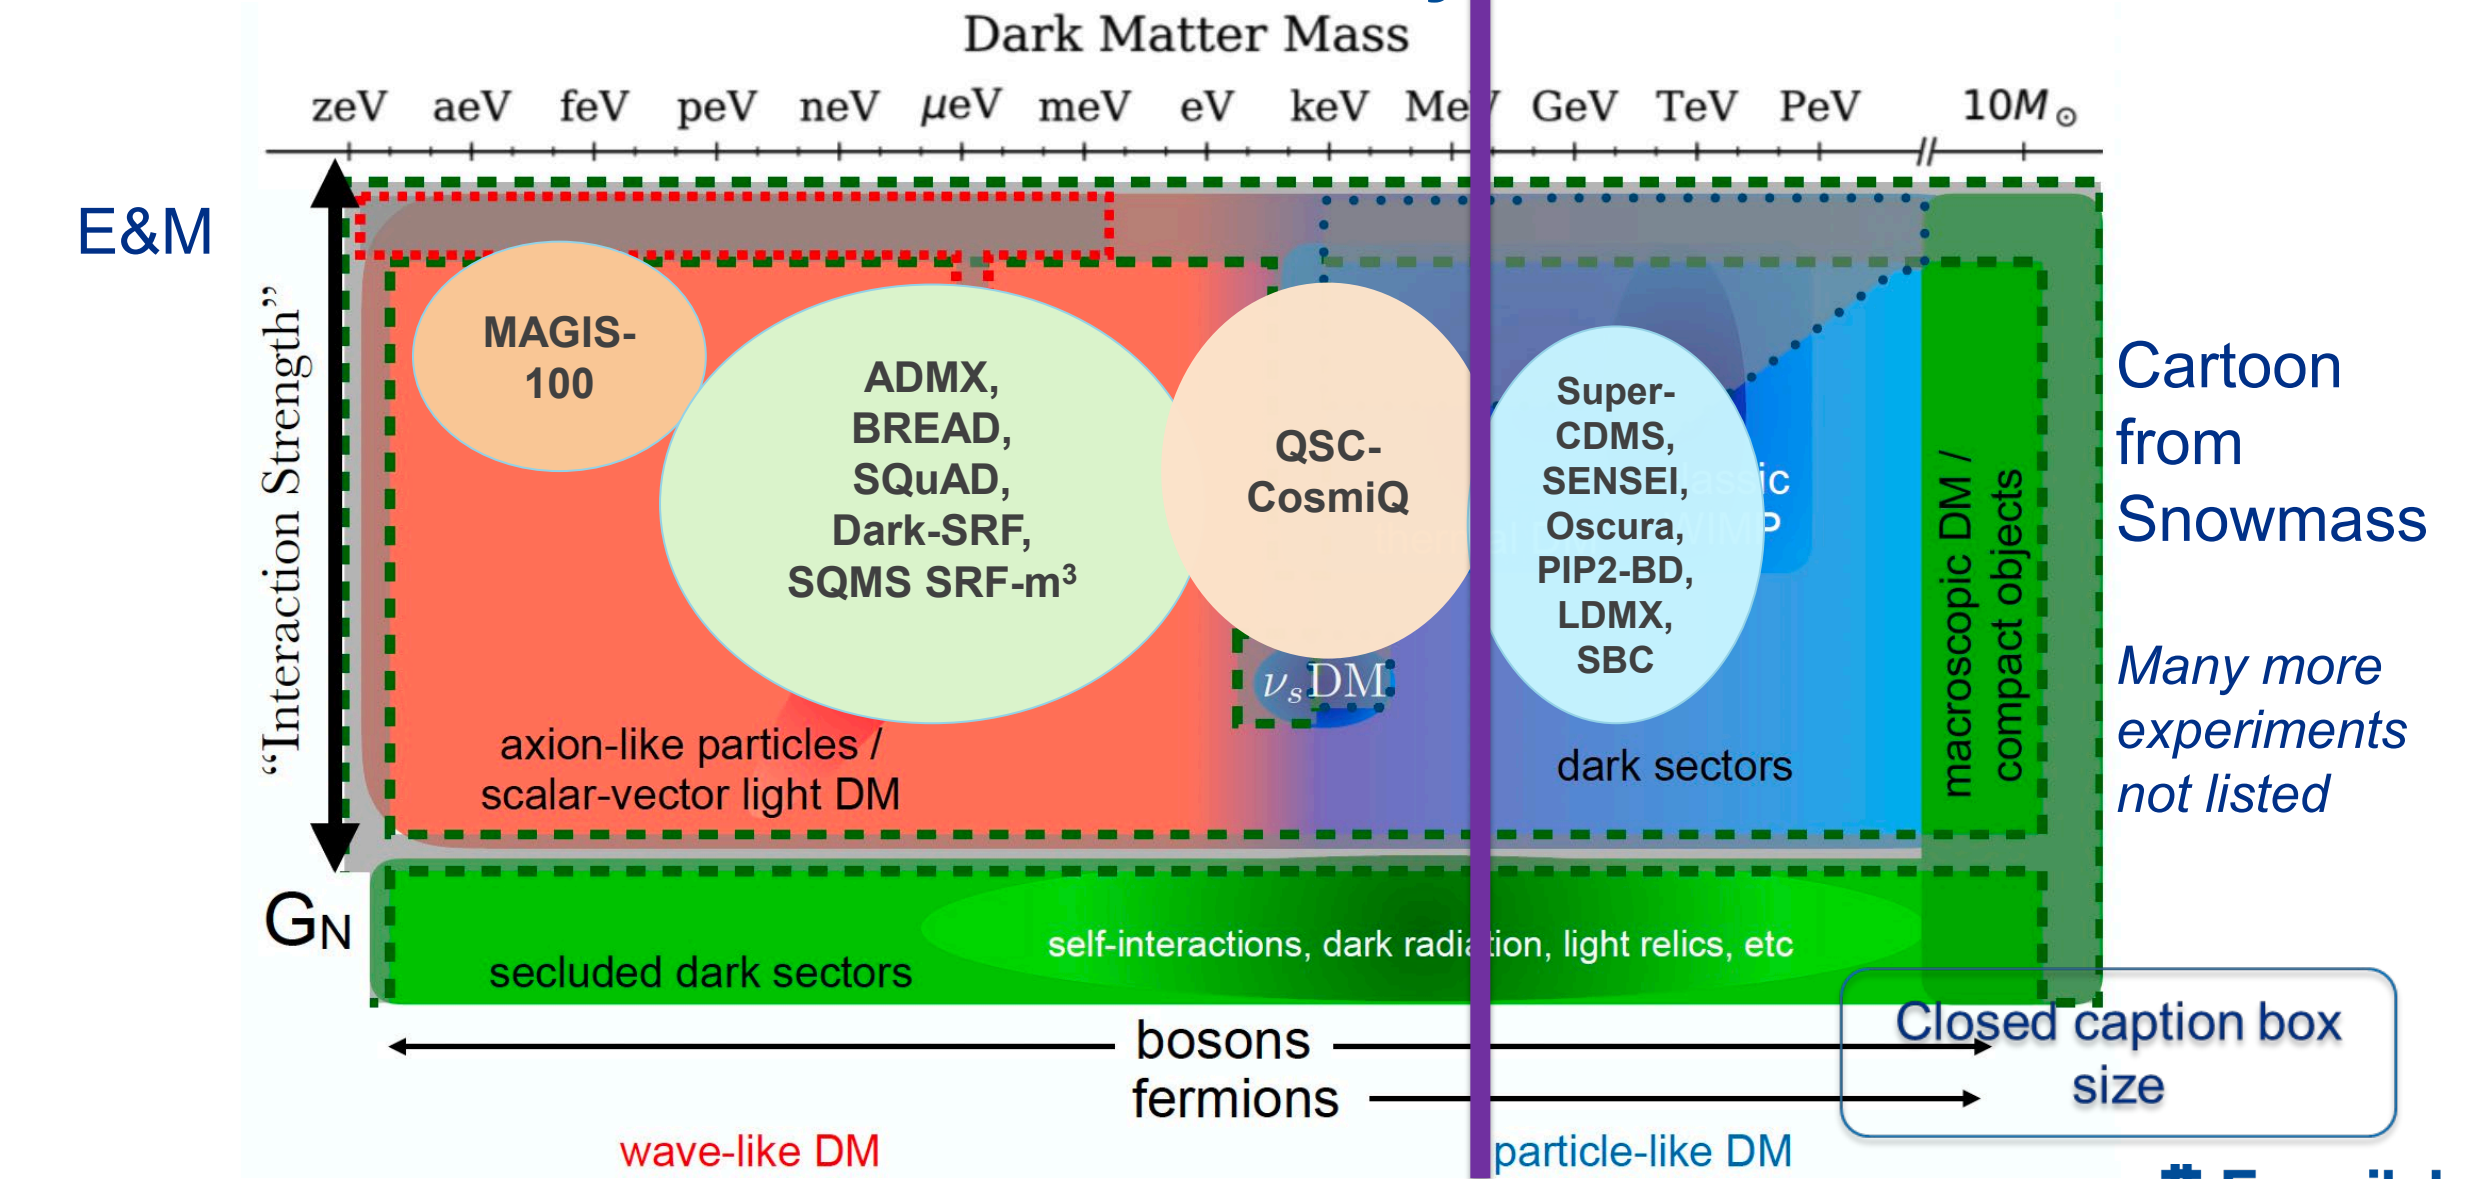 Dark Matter Mass
zeV aeV feV peV neV μeV meV eV keV MeV GeV TeV PeV 10M⊙
E&M
"Interaction Strength"
MAGIS-
100
ADMX,
BREAD,
SQuAD,
Dark-SRF,
SQMS SRF-m³
QSC-
CosmiQ
Super-
CDMS,
SENSEI,
Oscura,
PIP2-BD,
LDMX,
SBC
νsDM
axion-like particles /
scalar-vector light DM
dark sectors
macroscopic DM /
compact objects
Cartoon
from
Snowmass
Many more
experiments
not listed
GN
self-interactions, dark radiation, light relics, etc
secluded dark sectors
bosons
fermions
Closed caption box
size
wave-like DM
particle-like DM